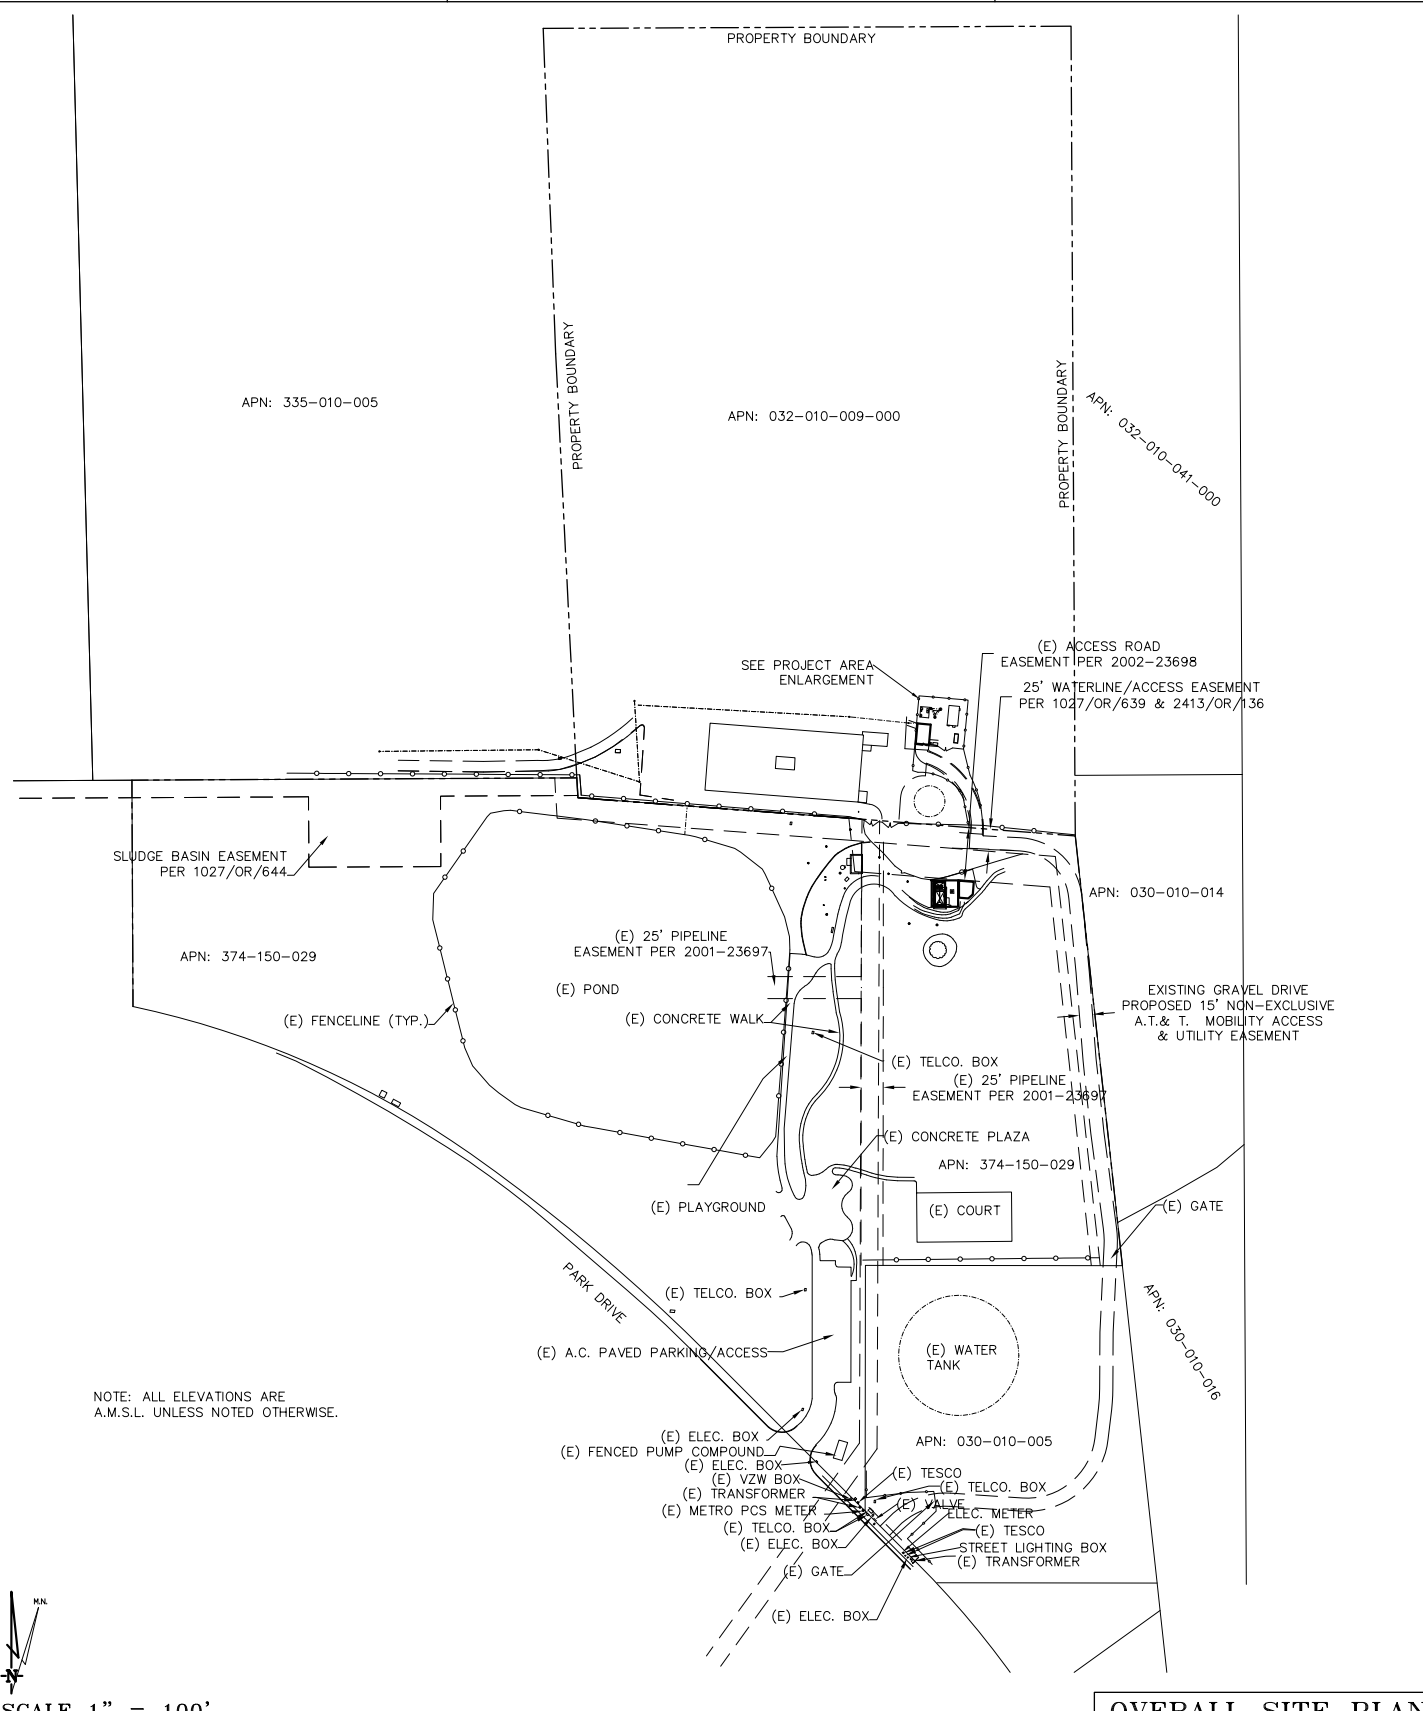 PROPERTY BOUNDARY
PROPERTY BOUNDARY
PROPERTY BOUNDARY
APN: 335-010-005
APN: 032-010-009-000
APN: 032-010-041-000
(E) ACCESS ROAD
EASEMENT PER 2002-23698
SEE PROJECT AREA
ENLARGEMENT
25' WATERLINE/ACCESS EASEMENT
PER 1027/OR/639 & 2413/OR/136
SLUDGE BASIN EASEMENT
PER 1027/OR/644
APN: 030-010-014
(E) 25' PIPELINE
EASEMENT PER 2001-23697
APN: 374-150-029
(E) POND
EXISTING GRAVEL DRIVE
PROPOSED 15' NON-EXCLUSIVE
A.T.& T. MOBILITY ACCESS
& UTILITY EASEMENT
(E) FENCELINE (TYP.)
(E) CONCRETE WALK
(E) TELCO. BOX
(E) 25' PIPELINE
EASEMENT PER 2001-23697
(E) CONCRETE PLAZA
APN: 374-150-029
(E) PLAYGROUND
(E) COURT
(E) GATE
PARK DRIVE
(E) TELCO. BOX
APN: 030-010-016
(E) A.C. PAVED PARKING/ACCESS
(E) WATER
TANK
NOTE: ALL ELEVATIONS ARE
A.M.S.L. UNLESS NOTED OTHERWISE.
(E) ELEC. BOX
APN: 030-010-005
(E) FENCED PUMP COMPOUND
(E) ELEC. BOX
(E) VZW BOX
(E) TESCO
(E) TRANSFORMER
(E) TELCO. BOX
(E) METRO PCS METER
(E) VALVE
ELEC. METER
(E) TELCO. BOX
(E) TESCO
(E) ELEC. BOX
STREET LIGHTING BOX
(E) TRANSFORMER
(E) GATE
(E) ELEC. BOX
M.N.
N
SCALE 1" = 100'
OVERALL SITE PLAN